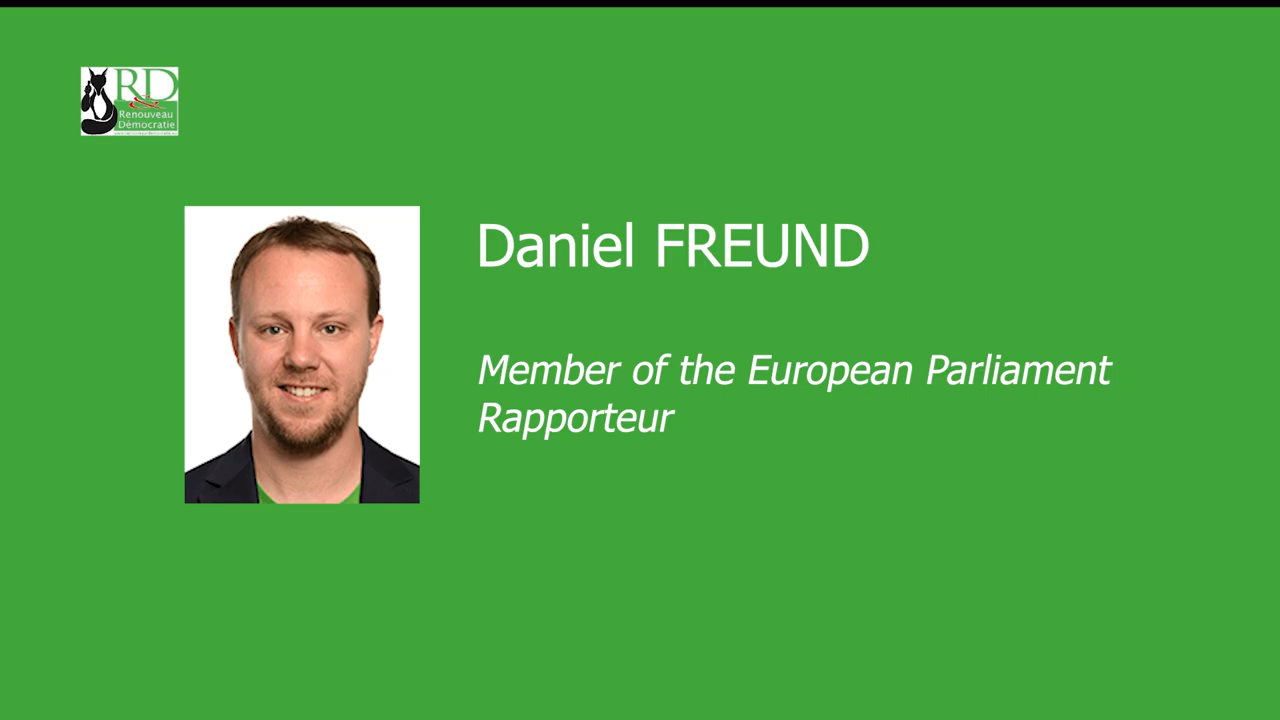 RD
&
Renouveau
Démocratie
Daniel FREUND
Member of the European Parliament
Rapporteur